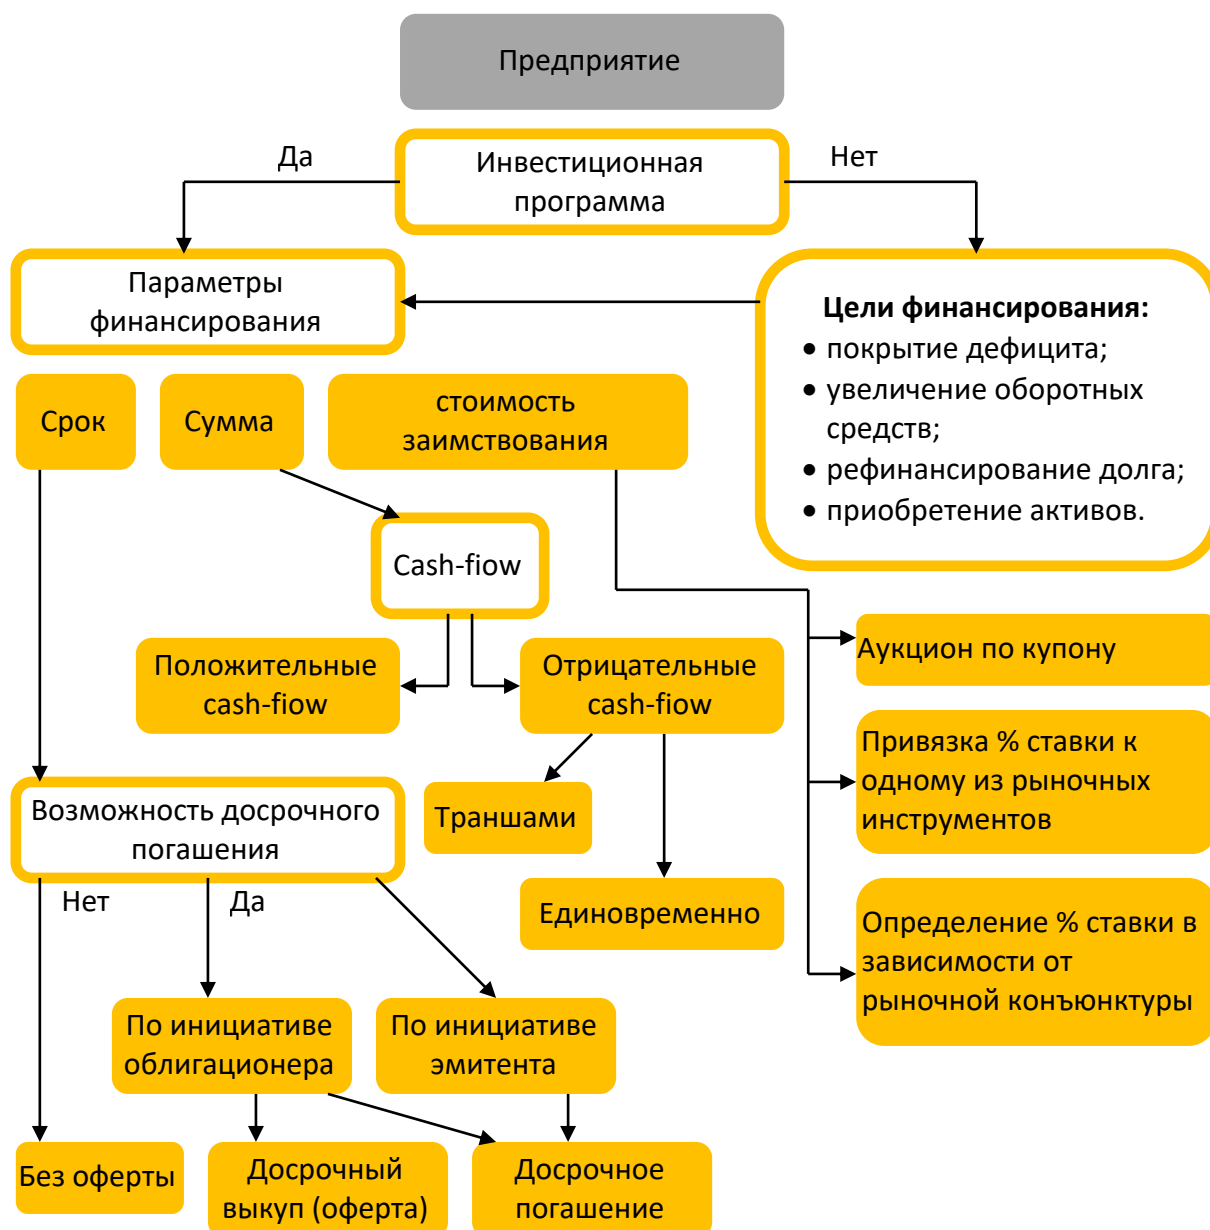 Предприятие
Да
Инвестиционная
программа
Нет
Параметры
финансирования
Цели финансирования:
• покрытие дефицита;
• увеличение оборотных
средств;
• рефинансирование долга;
• приобретение активов.
Срок
Сумма
стоимость
заимствования
Cash-fiow
Положительные
cash-fiow
Отрицательные
cash-fiow
Аукцион по купону
Привязка % ставки к
одному из рыночных
инструментов
Возможность досрочного
погашения
Траншами
Нет
Да
Единовременно
Определение % ставки в
зависимости от
рыночной конъюнктуры
По инициативе
облигационера
По инициативе
эмитента
Без оферты
Досрочный
выкуп (оферта)
Досрочное
погашение